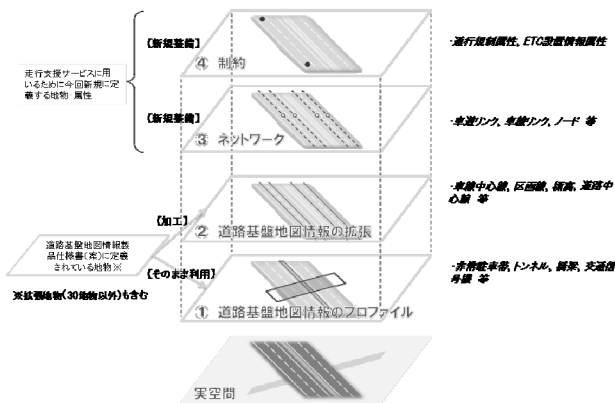 【新規整備】
④ 制約
・通行規制属性、ETC設置情報属性
走行支援サービスに用
いるために今回新規に定
義する地物・属性
【新規整備】
③ ネットワーク
・車道リンク、車線リンク、ノード 等
・車線中心線、区画線、標高、道路中
心線 等
【加工】
② 道路基盤地図情報の拡張
道路基盤地図情報製
品仕様書(案)に定義
されている地物※
【そのまま利用】
※拡張地物(30地物以外)も含む
・非常駐車帯、トンネル、橋梁、交通信
号機 等
① 道路基盤地図情報のプロファイル
実空間